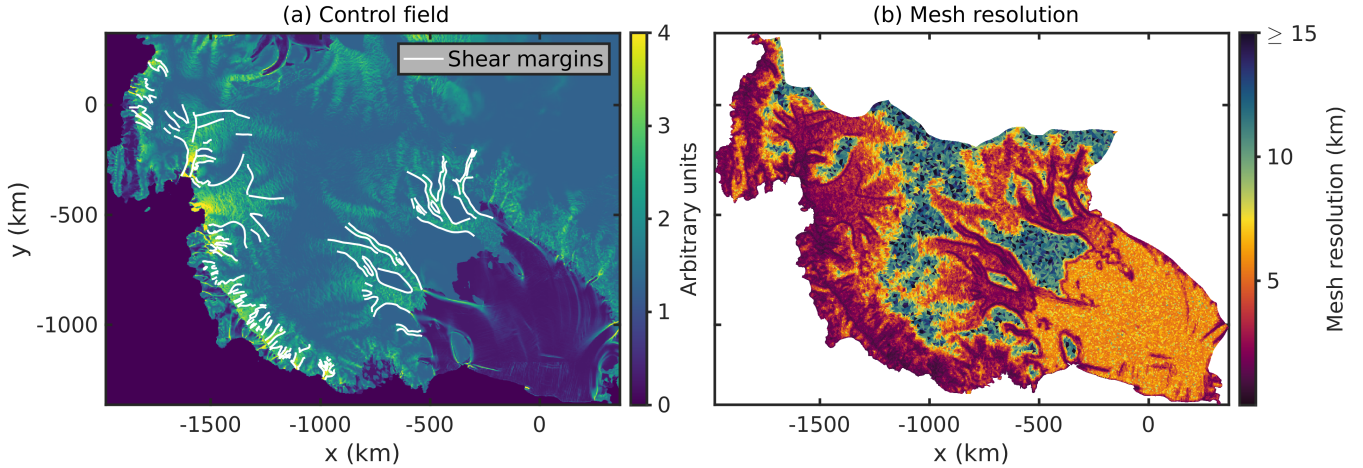 (a) Control field
(b) Mesh resolution
Shear margins
0
-500
-1000
y (km)
-1500
-1000
-500
0
x (km)
4
3
2
1
0
Arbitrary units
-1500
-1000
-500
0
x (km)
≥ 15
10
5
Mesh resolution (km)